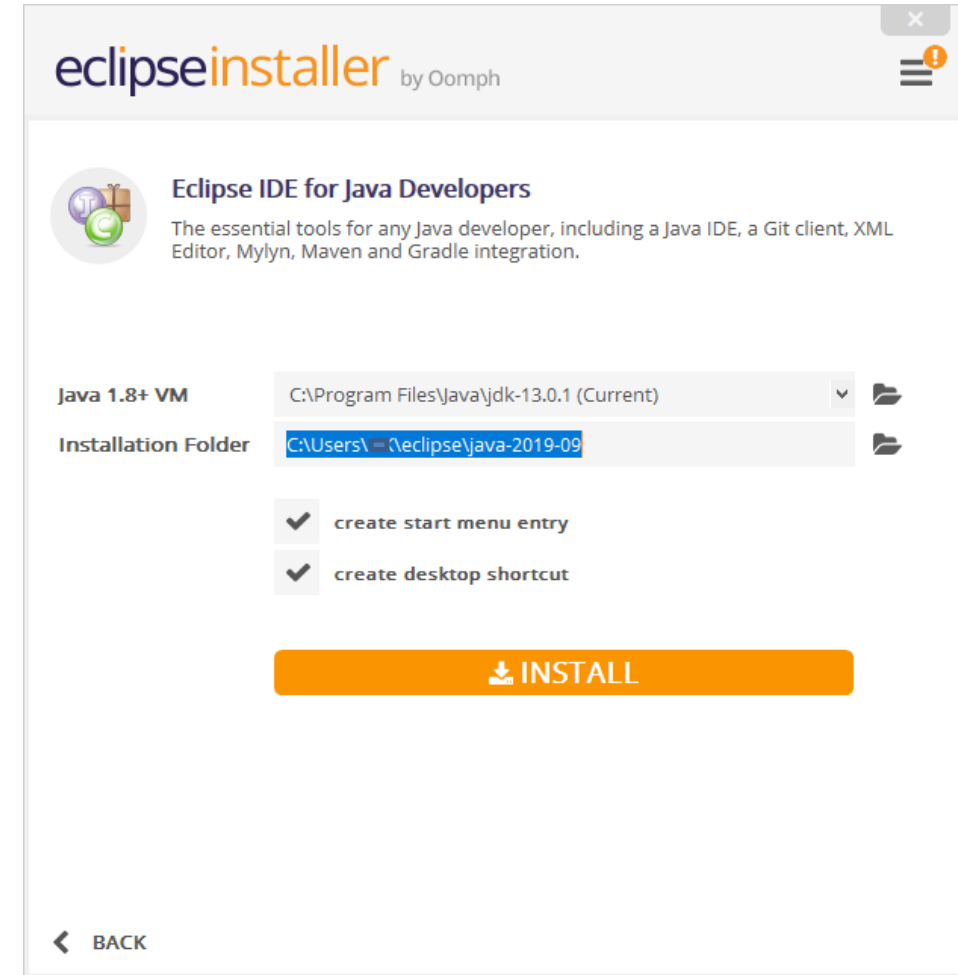 eclipseinstaller by Oomph
Eclipse IDE for Java Developers
The essential tools for any Java developer, including a Java IDE, a Git client, XML
Editor, Mylyn, Maven and Gradle integration.
Java 1.8+ VM C:\Program Files\Java\jdk-13.0.1 (Current)
Installation Folder C:\Users\ \eclipse\java-2019-09
create start menu entry
create desktop shortcut
INSTALL
BACK